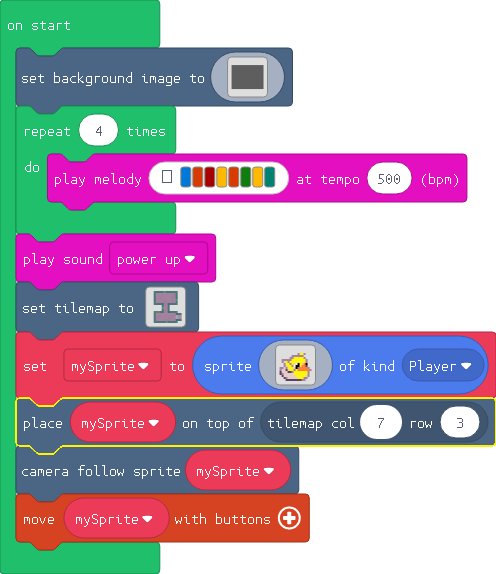 on start
set background image to
repeat 4 times
do
play melody at tempo 500 (bpm)
play sound power up
set tilemap to
set mySprite to sprite of kind Player
place mySprite on top of tilemap col 7 row 3
camera follow sprite mySprite
move mySprite with buttons